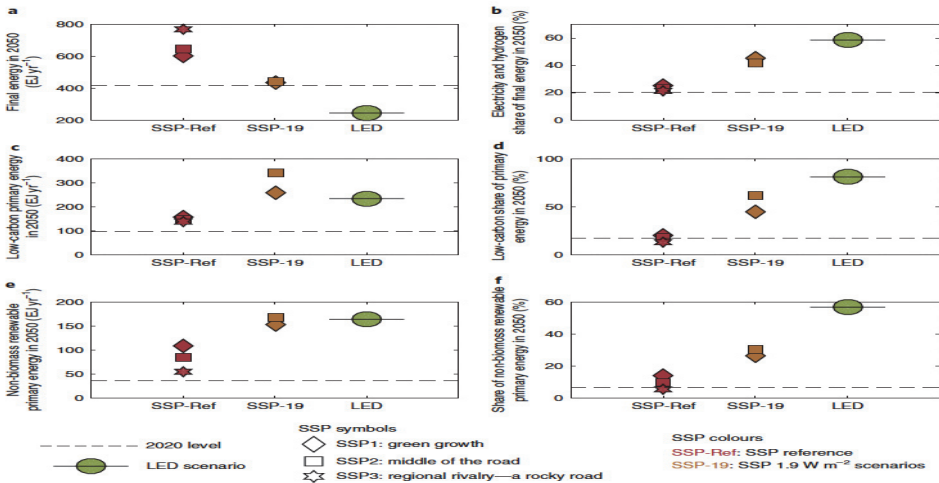 a
Final energy in 2050
(EJ yr⁻¹)
800
600
400
200
SSP-Ref
SSP-19
LED
b
Electricity and hydrogen
share of final energy in 2050 (%)
60
40
20
0
SSP-Ref
SSP-19
LED
c
Low-carbon primary energy
in 2050 (EJ yr⁻¹)
400
300
200
100
0
SSP-Ref
SSP-19
LED
d
Low-carbon share of primary
energy in 2050 (%)
100
50
0
SSP-Ref
SSP-19
LED
e
Non-biomass renewable
primary energy in 2050 (EJ yr⁻¹)
200
150
100
50
0
SSP-Ref
SSP-19
LED
f
Share of non-biomoss renewable
primary energy in 2050 (%)
60
40
20
0
SSP-Ref
SSP-19
LED
2020 level
LED scenario
SSP symbols
SSP1: green growth
SSP2: middle of the road
SSP3: regional rivalry—a rocky road
SSP colours
SSP-Ref: SSP reference
SSP-19: SSP 1.9 W m⁻² scenarios